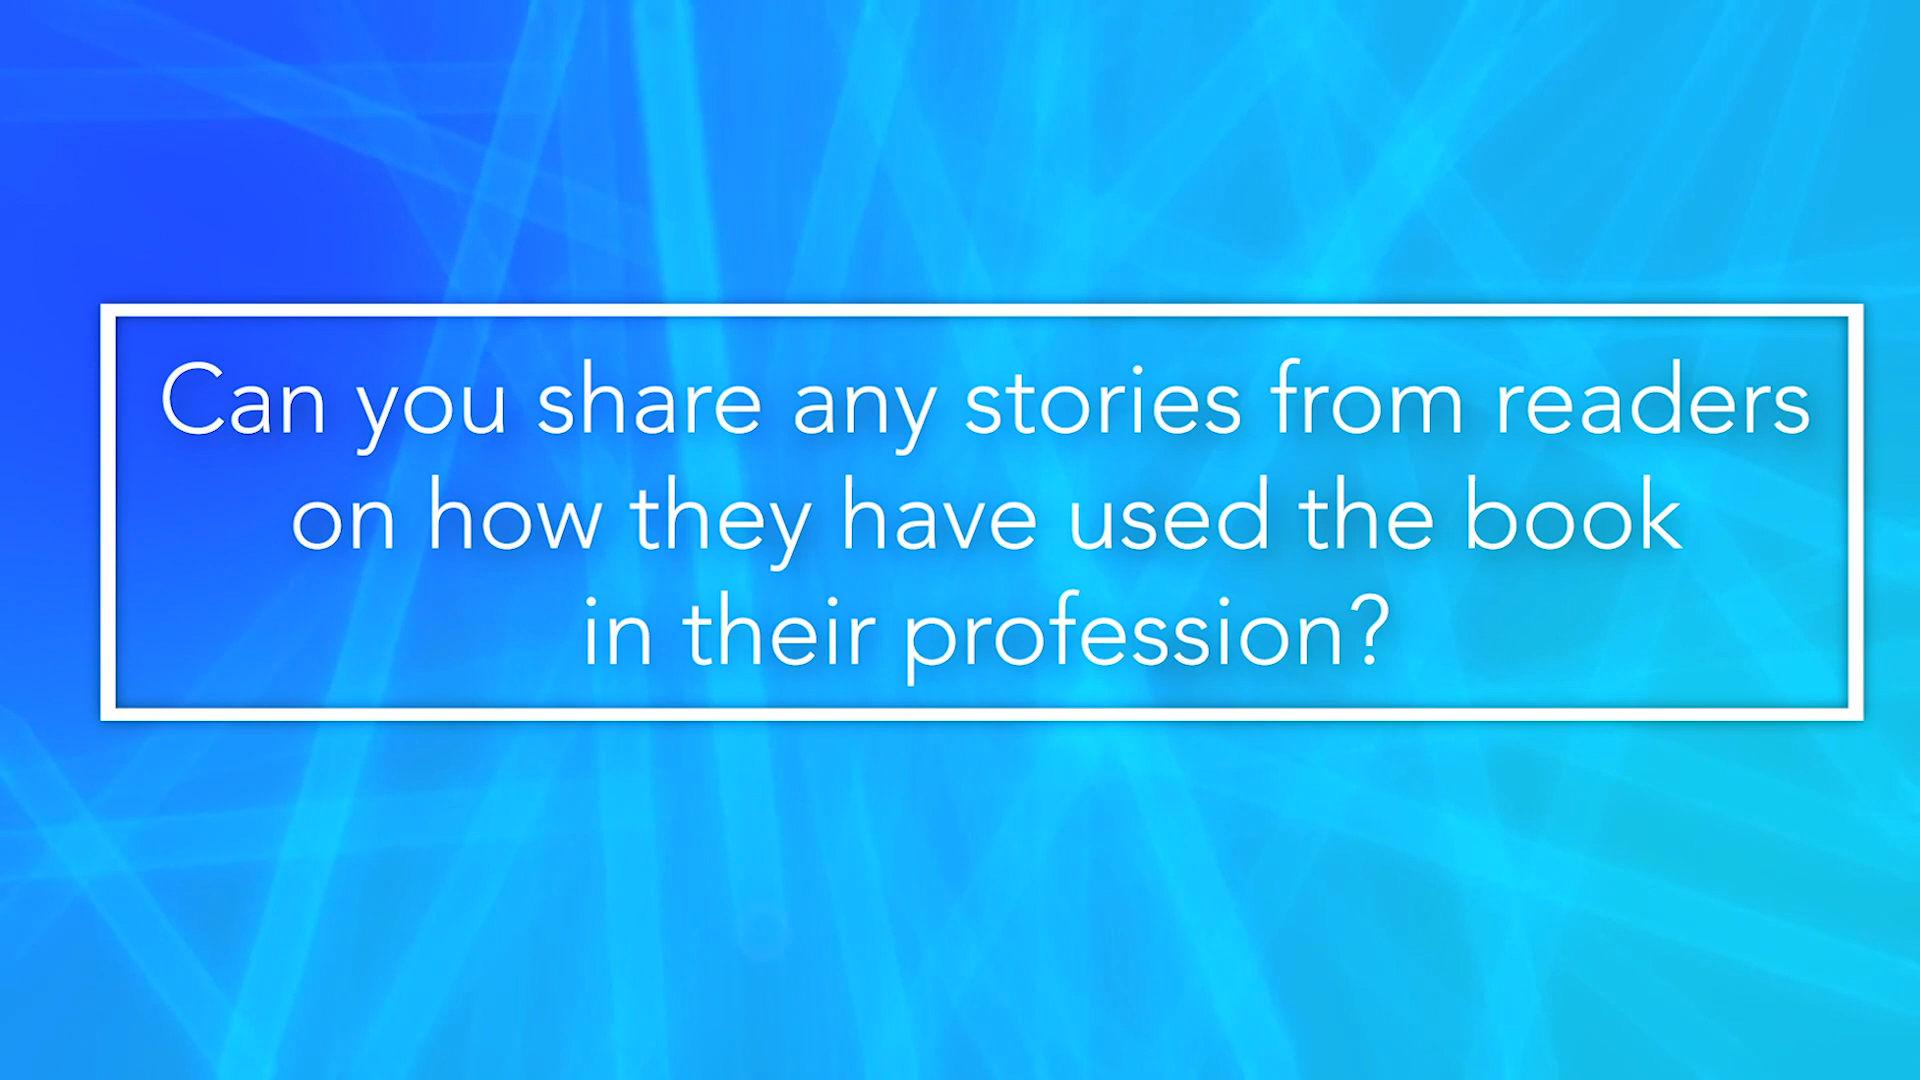 Can you share any stories from readers
on how they have used the book
in their profession?